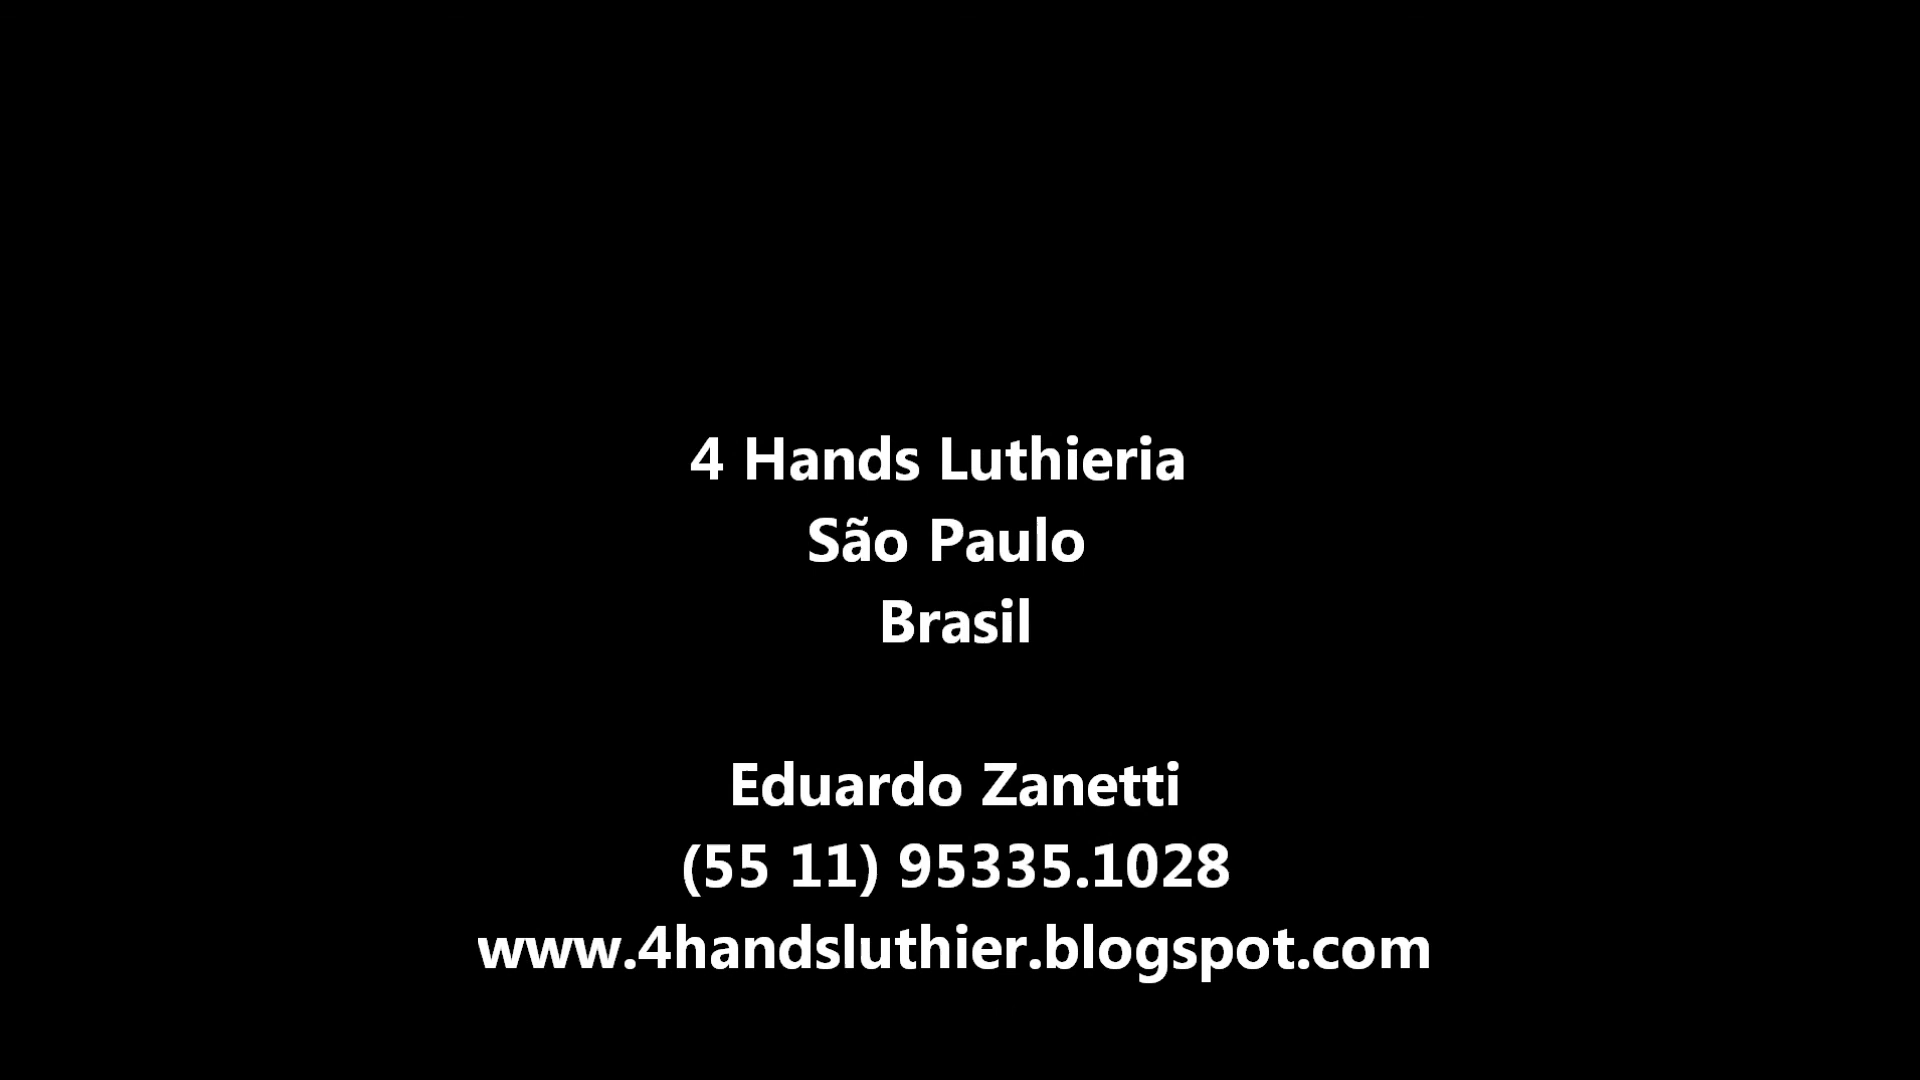 4 Hands Luthieria
São Paulo
Brasil
Eduardo Zanetti
(55 11) 95335.1028
www.4handsluthier.blogspot.com